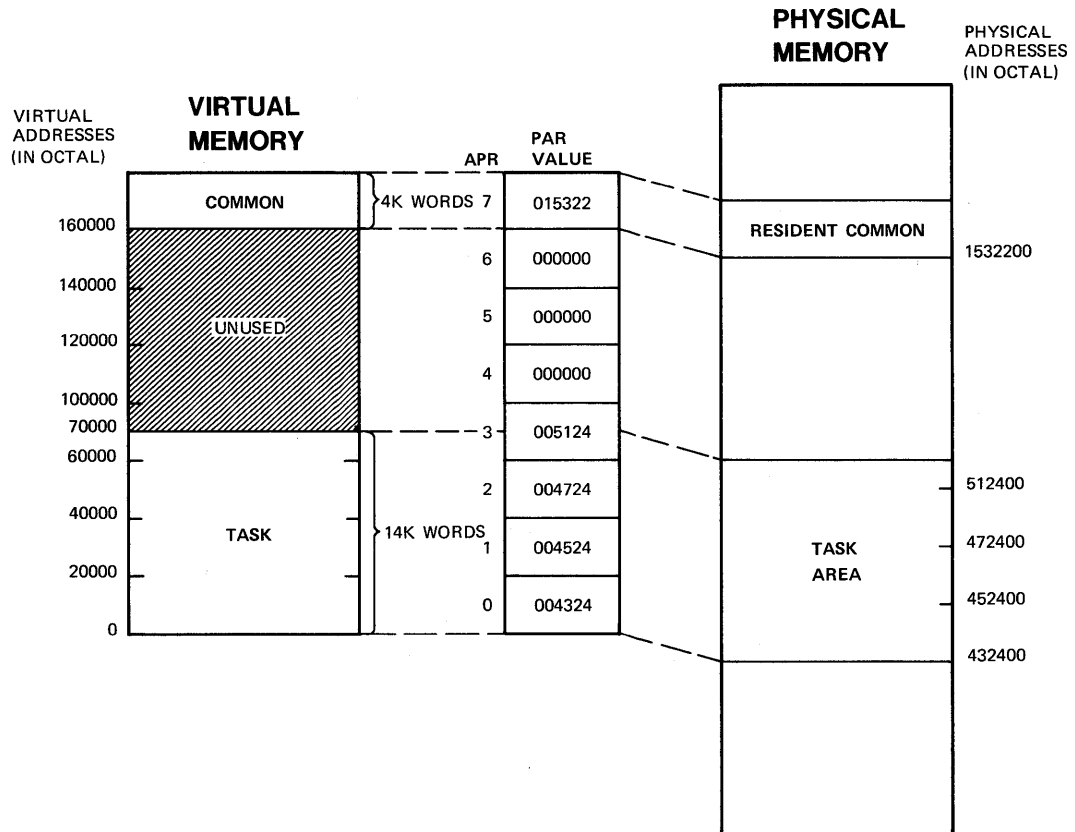 PHYSICAL
MEMORY
PHYSICAL
ADDRESSES
(IN OCTAL)
VIRTUAL
ADDRESSES
(IN OCTAL)
VIRTUAL
MEMORY
APR
PAR
VALUE
COMMON
4K WORDS
7
015322
RESIDENT COMMON
160000
1532200
6
000000
140000
UNUSED
5
000000
120000
4
000000
100000
70000
3
005124
60000
2
004724
512400
40000
TASK
14K WORDS
1
004524
TASK
AREA
472400
20000
0
004324
452400
0
432400